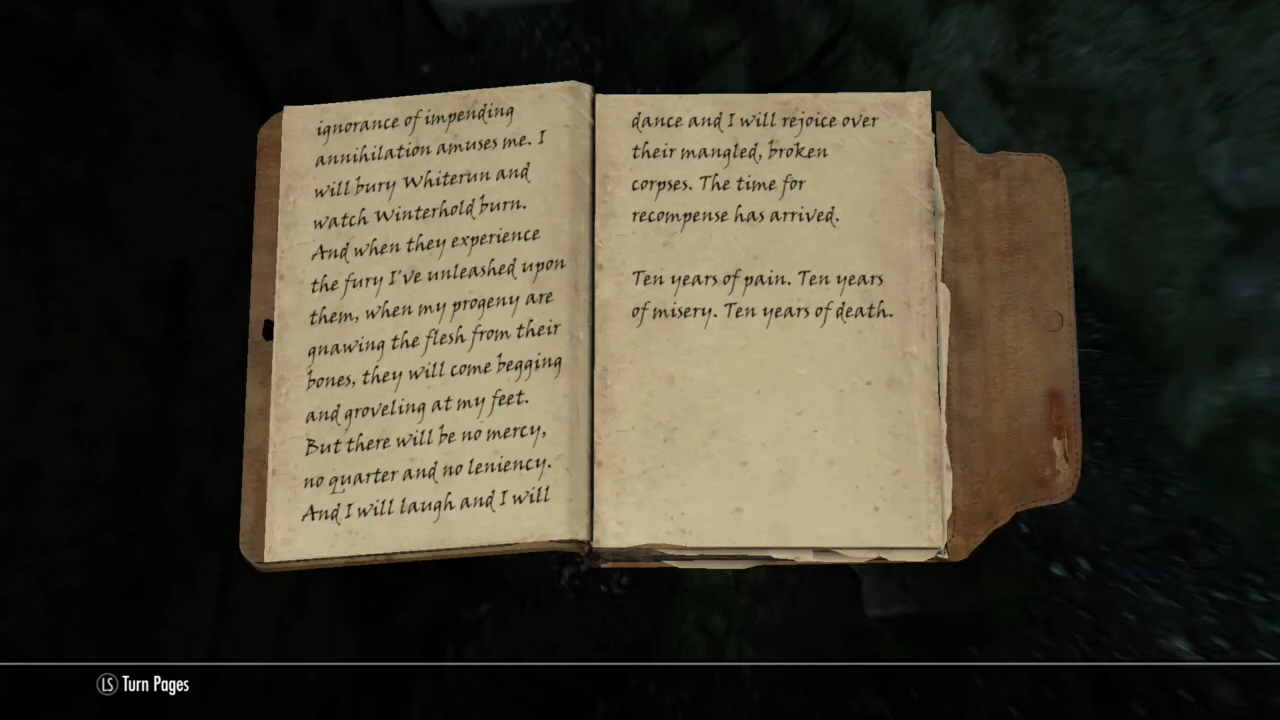 ignorance of impending
annihilation amuses me. I
will bury Whiterun and
watch Winterhold burn.
And when they experience
the fury I've unleashed upon
them, when my progeny are
gnawing the flesh from their
bones, they will come begging
and groveling at my feet.
But there will be no mercy,
no quarter and no leniency.
And I will laugh and I will
dance and I will rejoice over
their mangled, broken
corpses. The time for
recompense has arrived.
Ten years of pain. Ten years
of misery. Ten years of death.
LS Turn Pages